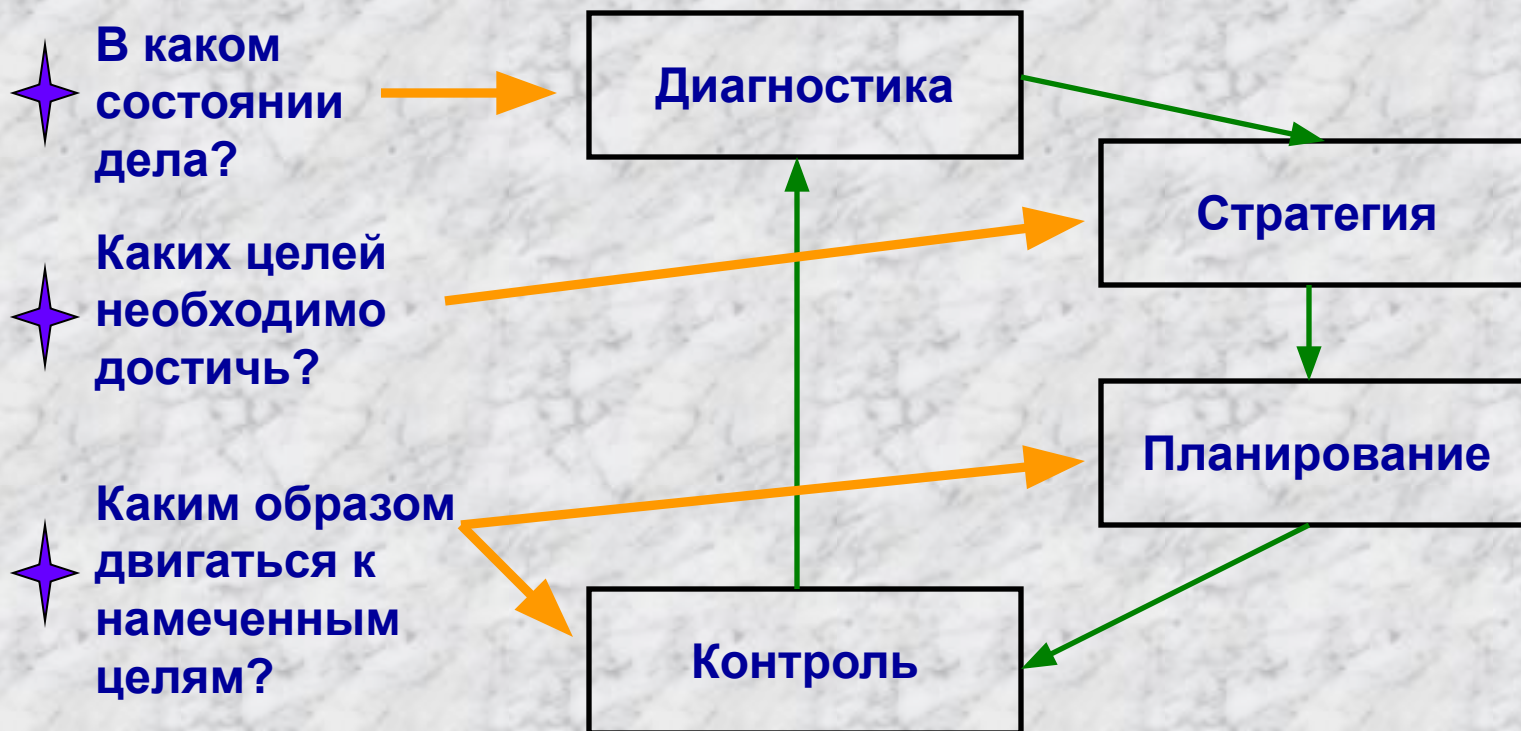 В каком
состоянии
дела?
Диагностика
Стратегия
Каких целей
необходимо
достичь?
Планирование
Каким образом
двигаться к
намеченным
целям?
Контроль